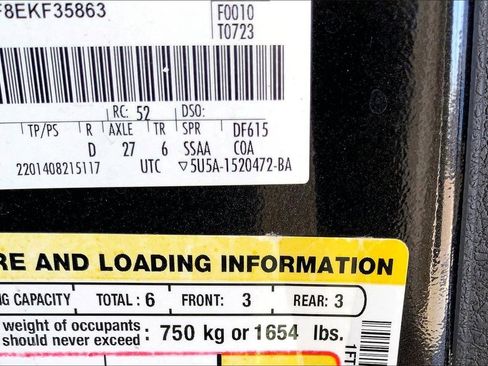 F8EKF35863 F0010
T0723
RC: 52 DSO:
TP/PS R AXLE TR SPR DF615
D 27 6 SSAA COA
2201408215117 UTC ▽5U5A-1520472-BA
RE AND LOADING INFORMATION
NG CAPACITY TOTAL: 6 FRONT: 3 REAR: 3
weight of occupants
should never exceed : 750 kg or 1654 lbs.
1FT